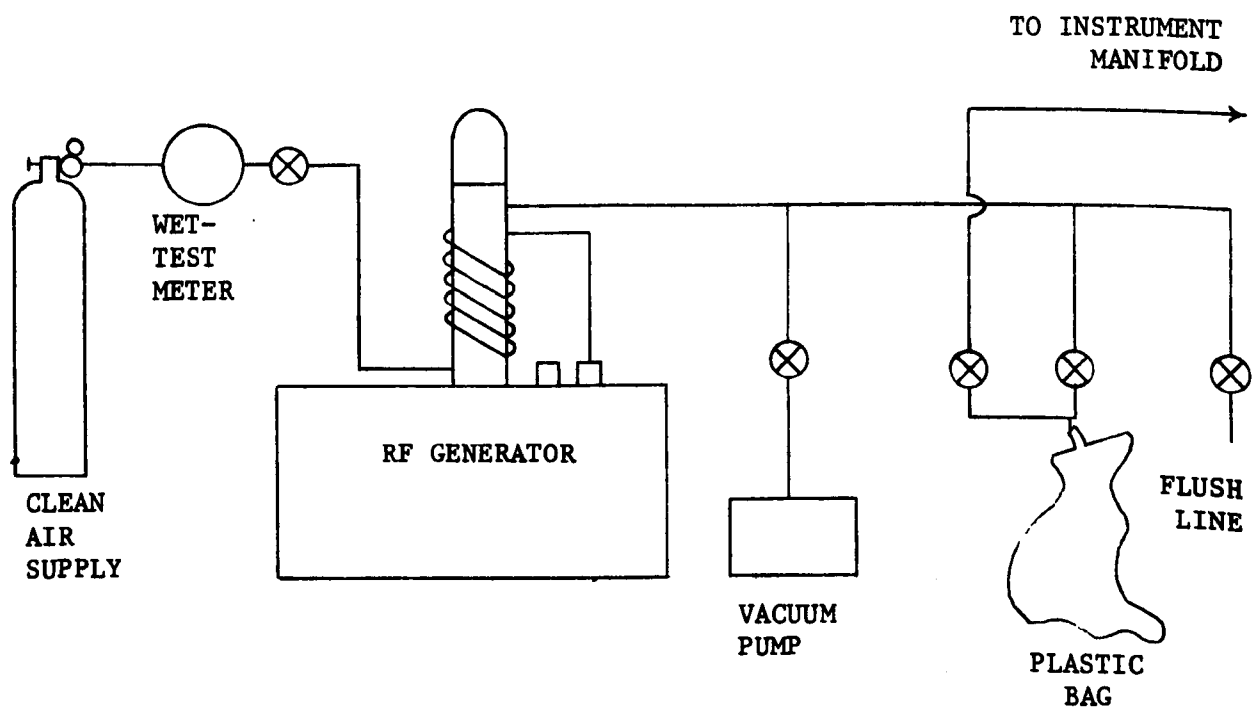 TO INSTRUMENT
MANIFOLD
WET-
TEST
METER
RF GENERATOR
CLEAN
AIR
SUPPLY
FLUSH
LINE
VACUUM
PUMP
PLASTIC
BAG